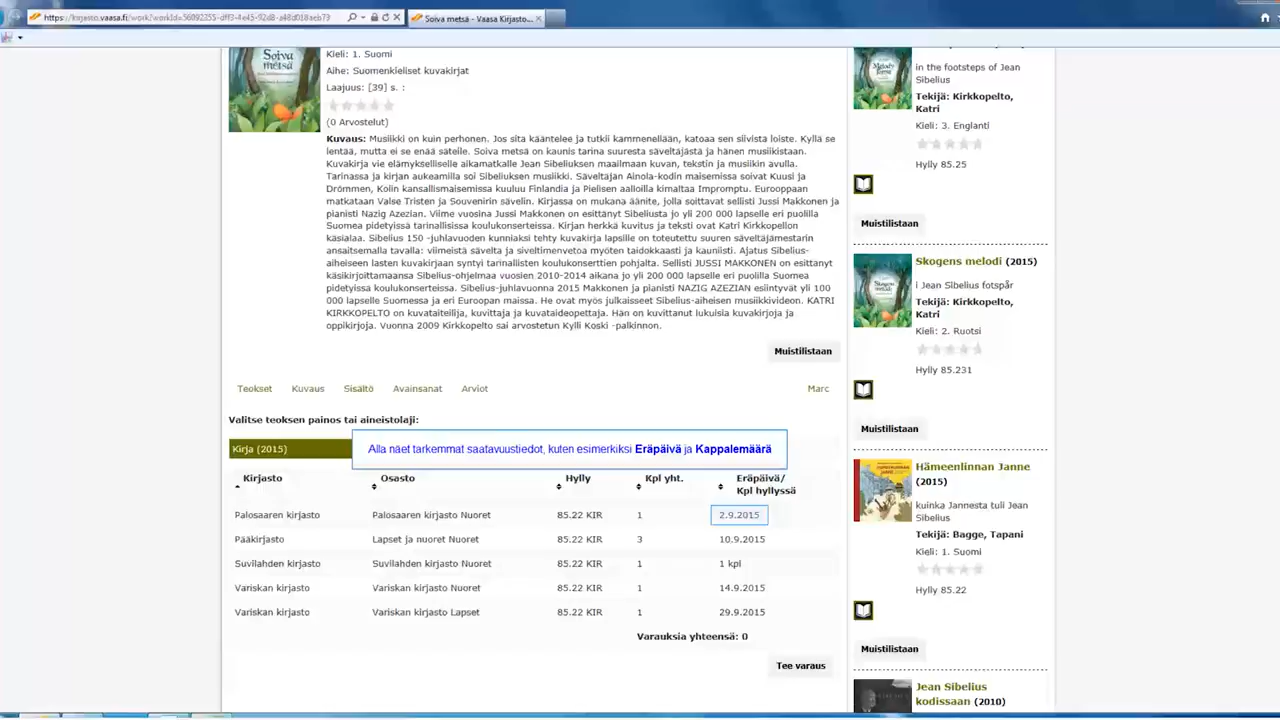 https://kirjasto.vaasa.fi/work?workId=
Soiva metsä - Vaasa Kirjasto...
Soiva
metsä
Kieli: 1. Suomi
Aihe: Suomenkieliset kuvakirjat
Laajuus: [39] s. :
(0 Arvostelut)
Kuvaus: Musiikki on kuin perhonen. Jos sitä kääntelee ja tutkii kämmenellään, katoaa sen siivistä loiste. Kyllä se
lentää, mutta ei se enää säteile. Soiva metsä on kaunis tarina suuresta säveltäjästä ja hänen musiikistaan.
Kuvakirja vie elämykselliselle aikamatkalle Jean Sibeliuksen maailmaan kuvan, tekstin ja musiikin avulla.
Tarinassa ja kirjan aukeamilla soi Sibeliuksen musiikki. Säveltäjän Ainola-kodin maisemissa soivat Kuusi ja
Drömmen, Kolin kansallismaisemissa kuuluu Finlandia ja Pielisen aalloilla kimaltaa Impromptu. Eurooppaan
matkataan Valse Tristen ja Souvenirin sävelin. Kirjassa on mukana äänite, jolla soittavat sellisti Jussi Makkonen ja
pianisti Nazig Azezian. Viime vuosina Jussi Makkonen on esittänyt Sibeliusta jo yli 200 000 lapselle eri puolilla
Suomea pidetyissä tarinallisissa koulukonserteissa. Kirjan herkkä kuvitus ja teksti ovat Katri Kirkkopellon
käsialaa. Sibelius 150 -juhlavuoden kunniaksi tehty kuvakirja lapsille on toteutettu suuren säveltäjämestarin
ansaitsemalla tavalla: viimeistä säveltä ja siveltimenvetoa myöten taidokkaasti ja kauniisti. Ajatus Sibelius-
aiheiseen lasten kuvakirjaan syntyi tarinallisten koulukonserttien pohjalta. Sellisti JUSSI MAKKONEN on esittänyt
käsikirjoittamaansa Sibelius-ohjelmaa vuosien 2010-2014 aikana jo yli 200 000 lapselle eri puolilla Suomea
pidetyissä koulukonserteissa. Sibelius-juhlavuonna 2015 Makkonen ja pianisti NAZIG AZEZIAN esiintyvät yli 100
000 lapselle Suomessa ja eri Euroopan maissa. He ovat myös julkaisseet Sibelius-aiheisen musiikkivideon. KATRI
KIRKKOPELTO on kuvataiteilija, kuvittaja ja kuvataideopettaja. Hän on kuvittanut lukuisia kuvakirjoja ja
oppikirjoja. Vuonna 2009 Kirkkopelto sai arvostetun Kylli Koski -palkinnon.
Muistilistaan
Teokset Kuvaus Sisältö Avainsanat Arviot Marc
Valitse teoksen painos tai aineistolaji:
Kirja (2015)
Alla näet tarkemmat saatavuustiedot, kuten esimerkiksi Eräpäivä ja Kappalemäärä
Kirjasto Osasto Hylly Kpl yht. Eräpäivä/
Kpl hyllyssä
Palosaaren kirjasto Palosaaren kirjasto Nuoret 85.22 KIR 1 2.9.2015
Pääkirjasto Lapset ja nuoret Nuoret 85.22 KIR 3 10.9.2015
Suvilahden kirjasto Suvilahden kirjasto Nuoret 85.22 KIR 1 1 kpl
Variskan kirjasto Variskan kirjasto Nuoret 85.22 KIR 1 14.9.2015
Variskan kirjasto Variskan kirjasto Lapset 85.22 KIR 1 29.9.2015
Varauksia yhteensä: 0
Tee varaus
in the footsteps of Jean
Sibelius
Tekijä: Kirkkopelto,
Katri
Kieli: 3. Englanti
Hylly 85.25
Muistilistaan
Skogens melodi (2015)
i Jean Sibelius fotspår
Tekijä: Kirkkopelto,
Katri
Kieli: 2. Ruotsi
Hylly 85.231
Muistilistaan
Hämeenlinnan Janne
(2015)
kuinka Jannesta tuli Jean
Sibelius
Tekijä: Bagge, Tapani
Kieli: 1. Suomi
Hylly 85.22
Muistilistaan
Jean Sibelius
kodissaan (2010)